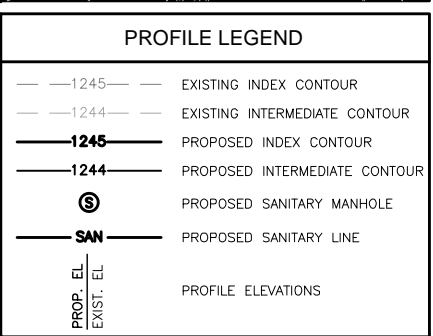 PROFILE LEGEND
1245 EXISTING INDEX CONTOUR
1244 EXISTING INTERMEDIATE CONTOUR
1245 PROPOSED INDEX CONTOUR
1244 PROPOSED INTERMEDIATE CONTOUR
S PROPOSED SANITARY MANHOLE
SAN PROPOSED SANITARY LINE
PROP. EL
EXIST. EL
PROFILE ELEVATIONS